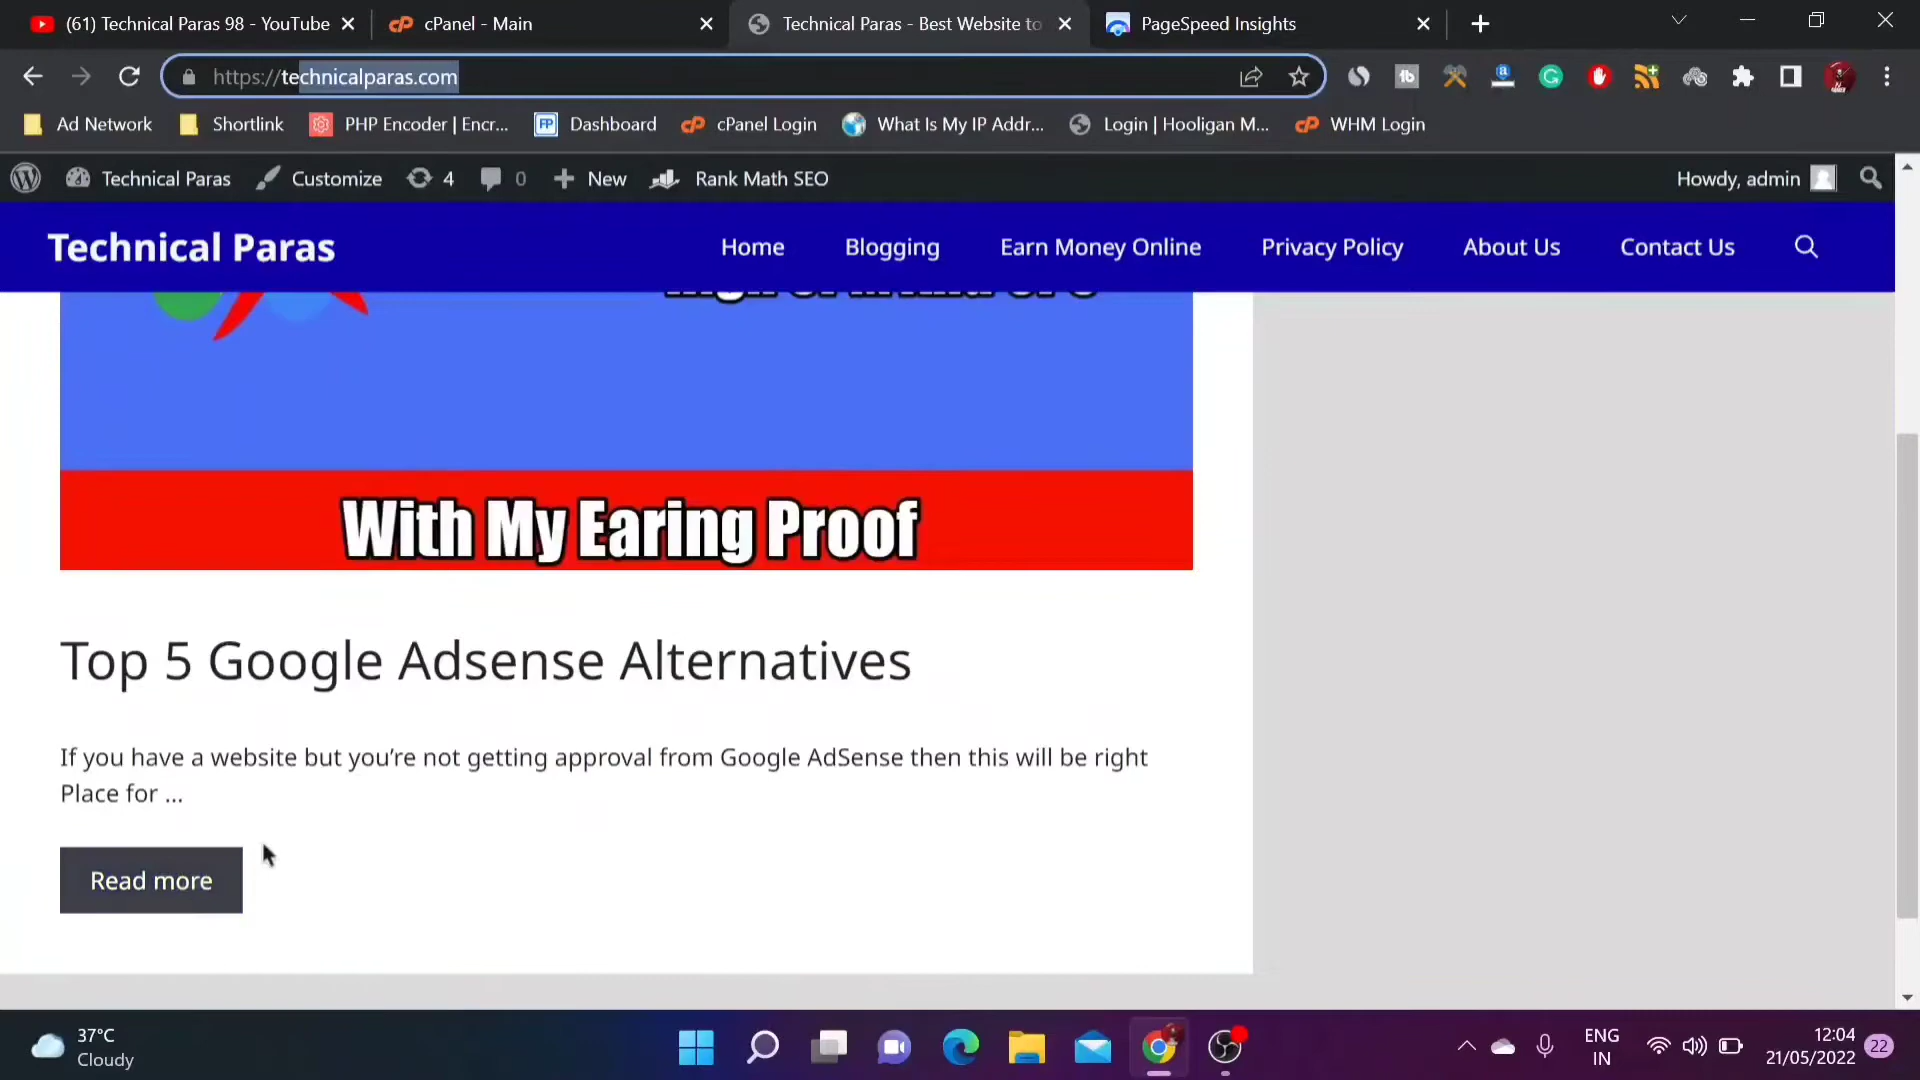 (61) Technical Paras 98 - YouTube
cPanel - Main
Technical Paras - Best Website to
PageSpeed Insights
https://technicalparas.com
Ad Network
Shortlink
PHP Encoder | Encr...
FP
Dashboard
cPanel Login
What Is My IP Addr...
Login | Hooligan M...
WHM Login
Technical Paras
Customize
4
0
New
Rank Math SEO
Howdy, admin
Technical Paras
Home
Blogging
Earn Money Online
Privacy Policy
About Us
Contact Us
With My Earing Proof
Top 5 Google Adsense Alternatives
If you have a website but you’re not getting approval from Google AdSense then this will be right
Place for ...
Read more
37°C
Cloudy
ENG
IN
12:04
21/05/2022
22